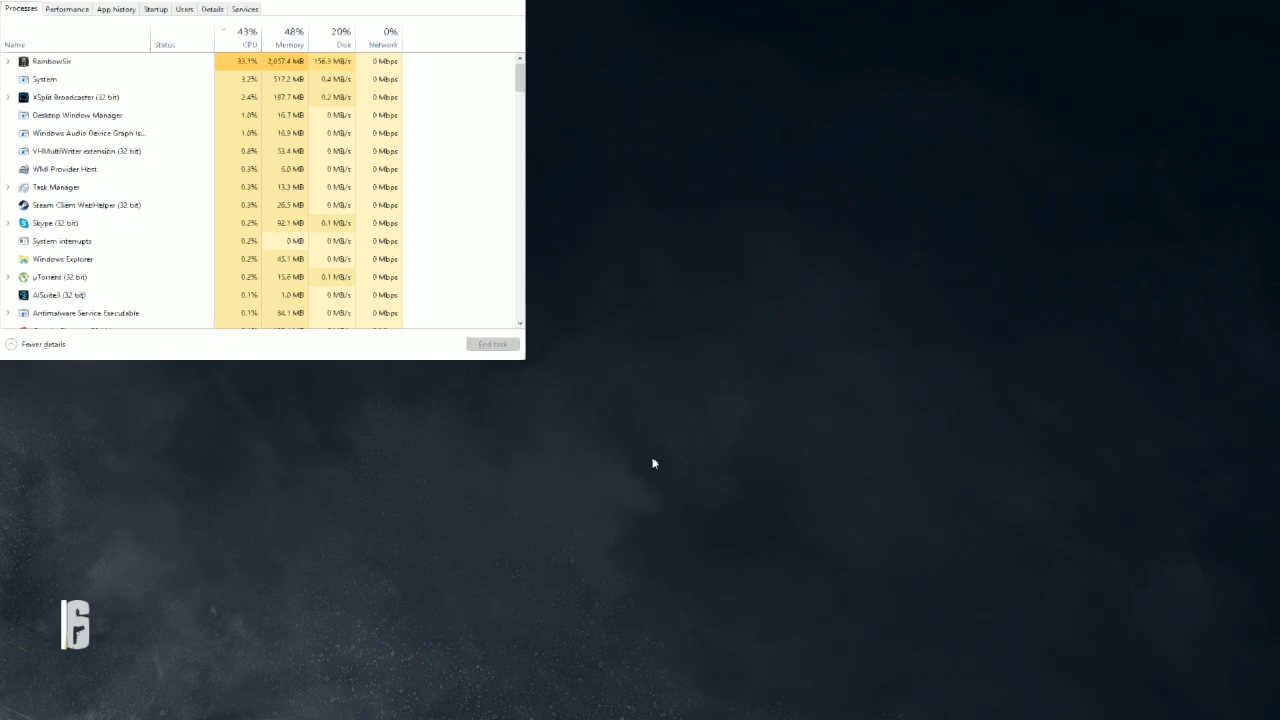 Processes Performance App history Startup Users Details Services
43% 48% 20% 0%
Name Status CPU Memory Disk Network
RainbowSix 33.1% 2,057.4 MB 156.3 MB/s 0 Mbps
System 3.2% 517.2 MB 0.4 MB/s 0 Mbps
XSplit Broadcaster (32 bit) 2.4% 187.7 MB 0.2 MB/s 0 Mbps
Desktop Window Manager 1.0% 16.7 MB 0 MB/s 0 Mbps
Windows Audio Device Graph Is... 1.0% 16.9 MB 0 MB/s 0 Mbps
VHMultiWriter extension (32 bit) 0.8% 53.4 MB 0 MB/s 0 Mbps
WMI Provider Host 0.3% 6.0 MB 0 MB/s 0 Mbps
Task Manager 0.3% 13.3 MB 0 MB/s 0 Mbps
Steam Client WebHelper (32 bit) 0.3% 26.5 MB 0 MB/s 0 Mbps
Skype (32 bit) 0.2% 92.1 MB 0.1 MB/s 0 Mbps
System interrupts 0.2% 0 MB 0 MB/s 0 Mbps
Windows Explorer 0.2% 45.1 MB 0 MB/s 0 Mbps
µTorrent (32 bit) 0.2% 15.6 MB 0.1 MB/s 0 Mbps
AISuite3 (32 bit) 0.1% 1.0 MB 0 MB/s 0 Mbps
Antimalware Service Executable 0.1% 84.1 MB 0 MB/s 0 Mbps
Fewer details End task
6